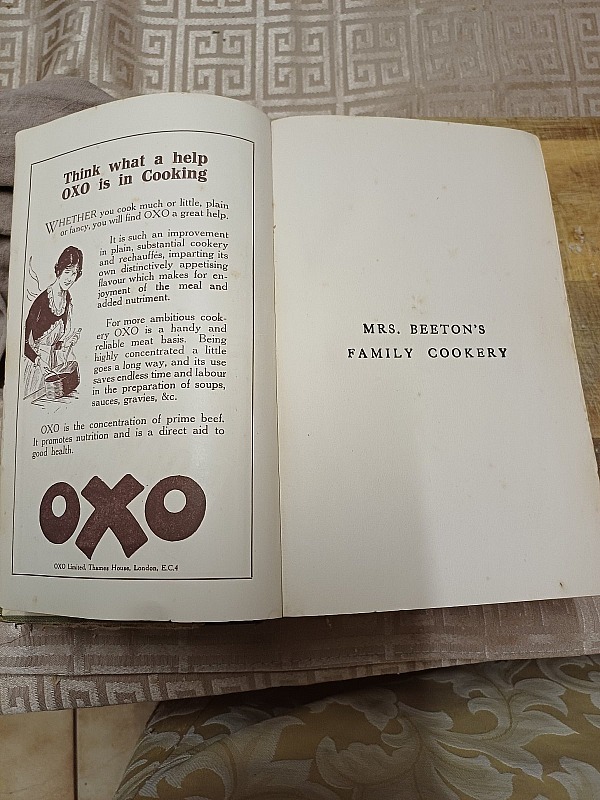 Think what a help
OXO is in Cooking
WHETHER you cook much or little, plain
or fancy, you will find OXO a great help.
It is such an improvement
in plain, substantial cookery
and rechauffés, imparting its
own distinctively appetising
flavour which makes for en-
joyment of the meal and
added nutriment.
For more ambitious cook-
ery OXO is a handy and
reliable meat basis. Being
highly concentrated a little
goes a long way, and its use
saves endless time and labour
in the preparation of soups,
sauces, gravies, &c.
OXO is the concentration of prime beef.
It promotes nutrition and is a direct aid to
good health.
OXO
OXO Limited, Thames House, London, E.C.4
MRS. BEETON'S
FAMILY COOKERY